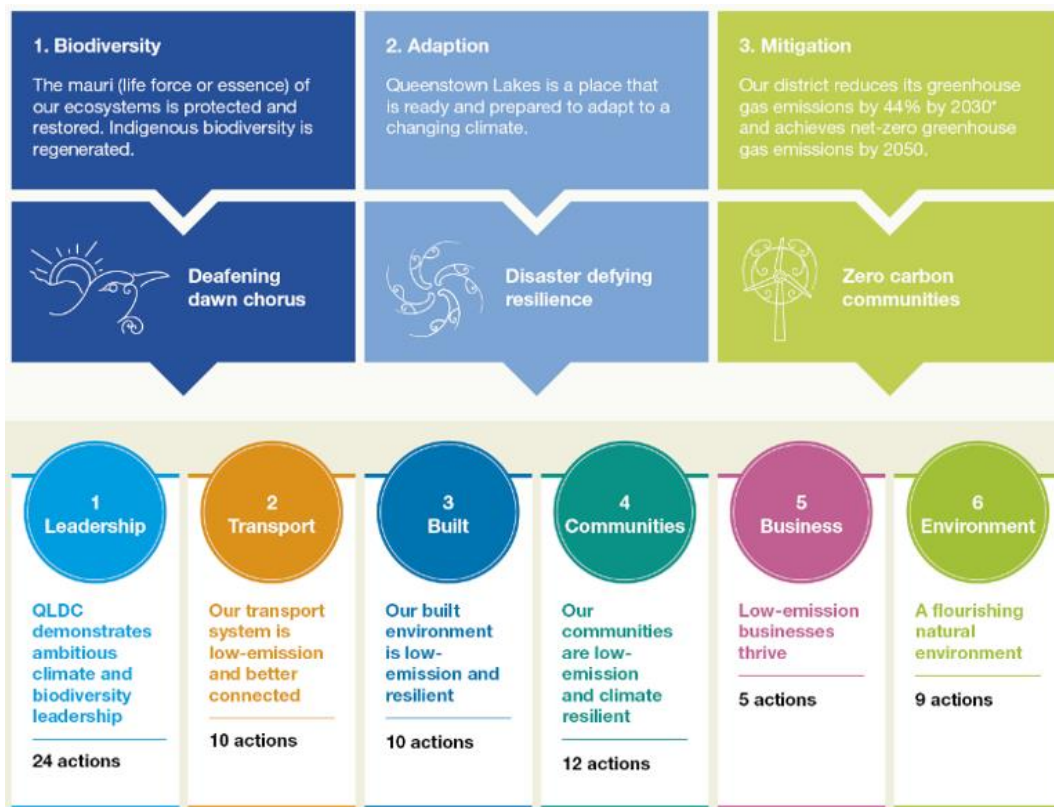 1. Biodiversity
The mauri (life force or essence) of
our ecosystems is protected and
restored. Indigenous biodiversity is
regenerated.
2. Adaption
Queenstown Lakes is a place that
is ready and prepared to adapt to a
changing climate.
3. Mitigation
Our district reduces its greenhouse
gas emissions by 44% by 2030*
and achieves net-zero greenhouse
gas emissions by 2050.
Deafening
dawn chorus
Disaster defying
resilience
Zero carbon
communities
1
Leadership
QLDC
demonstrates
ambitious
climate and
biodiversity
leadership
24 actions
2
Transport
Our transport
system is
low-emission
and better
connected
10 actions
3
Built
Our built
environment
is low-
emission and
resilient
10 actions
4
Communities
Our
communities
are low-
emission
and climate
resilient
12 actions
5
Business
Low-emission
businesses
thrive
5 actions
6
Environment
A flourishing
natural
environment
9 actions